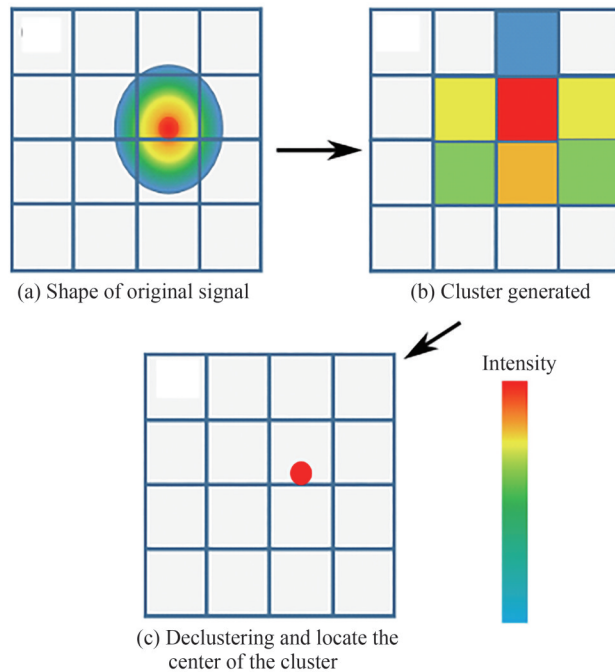 (a) Shape of original signal
(b) Cluster generated
Intensity
(c) Declustering and locate the
center of the cluster